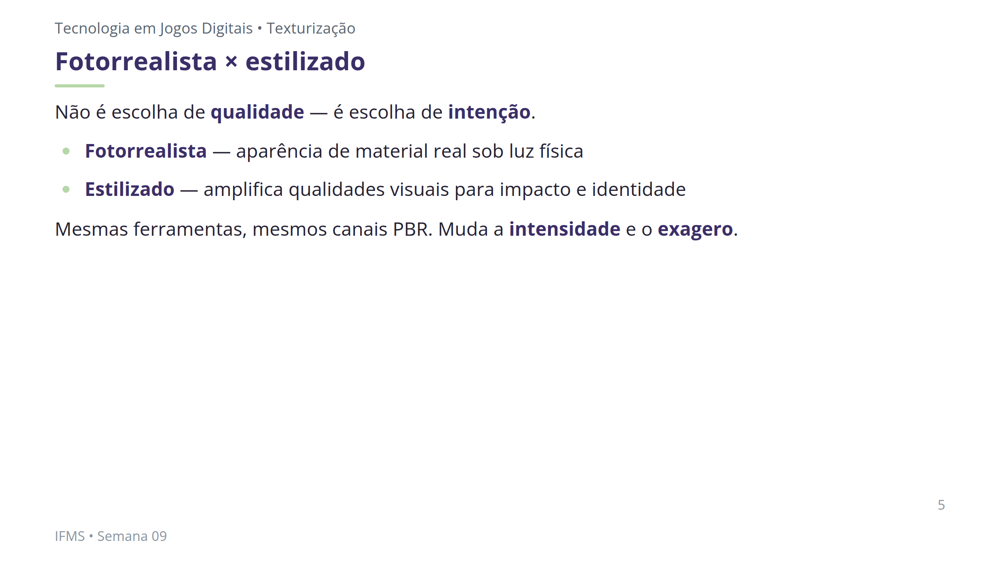 Tecnologia em Jogos Digitais • Texturização
Fotorrealista × estilizado
Não é escolha de qualidade — é escolha de intenção.
• Fotorrealista — aparência de material real sob luz física
• Estilizado — amplifica qualidades visuais para impacto e identidade
Mesmas ferramentas, mesmos canais PBR. Muda a intensidade e o exagero.
5
IFMS • Semana 09